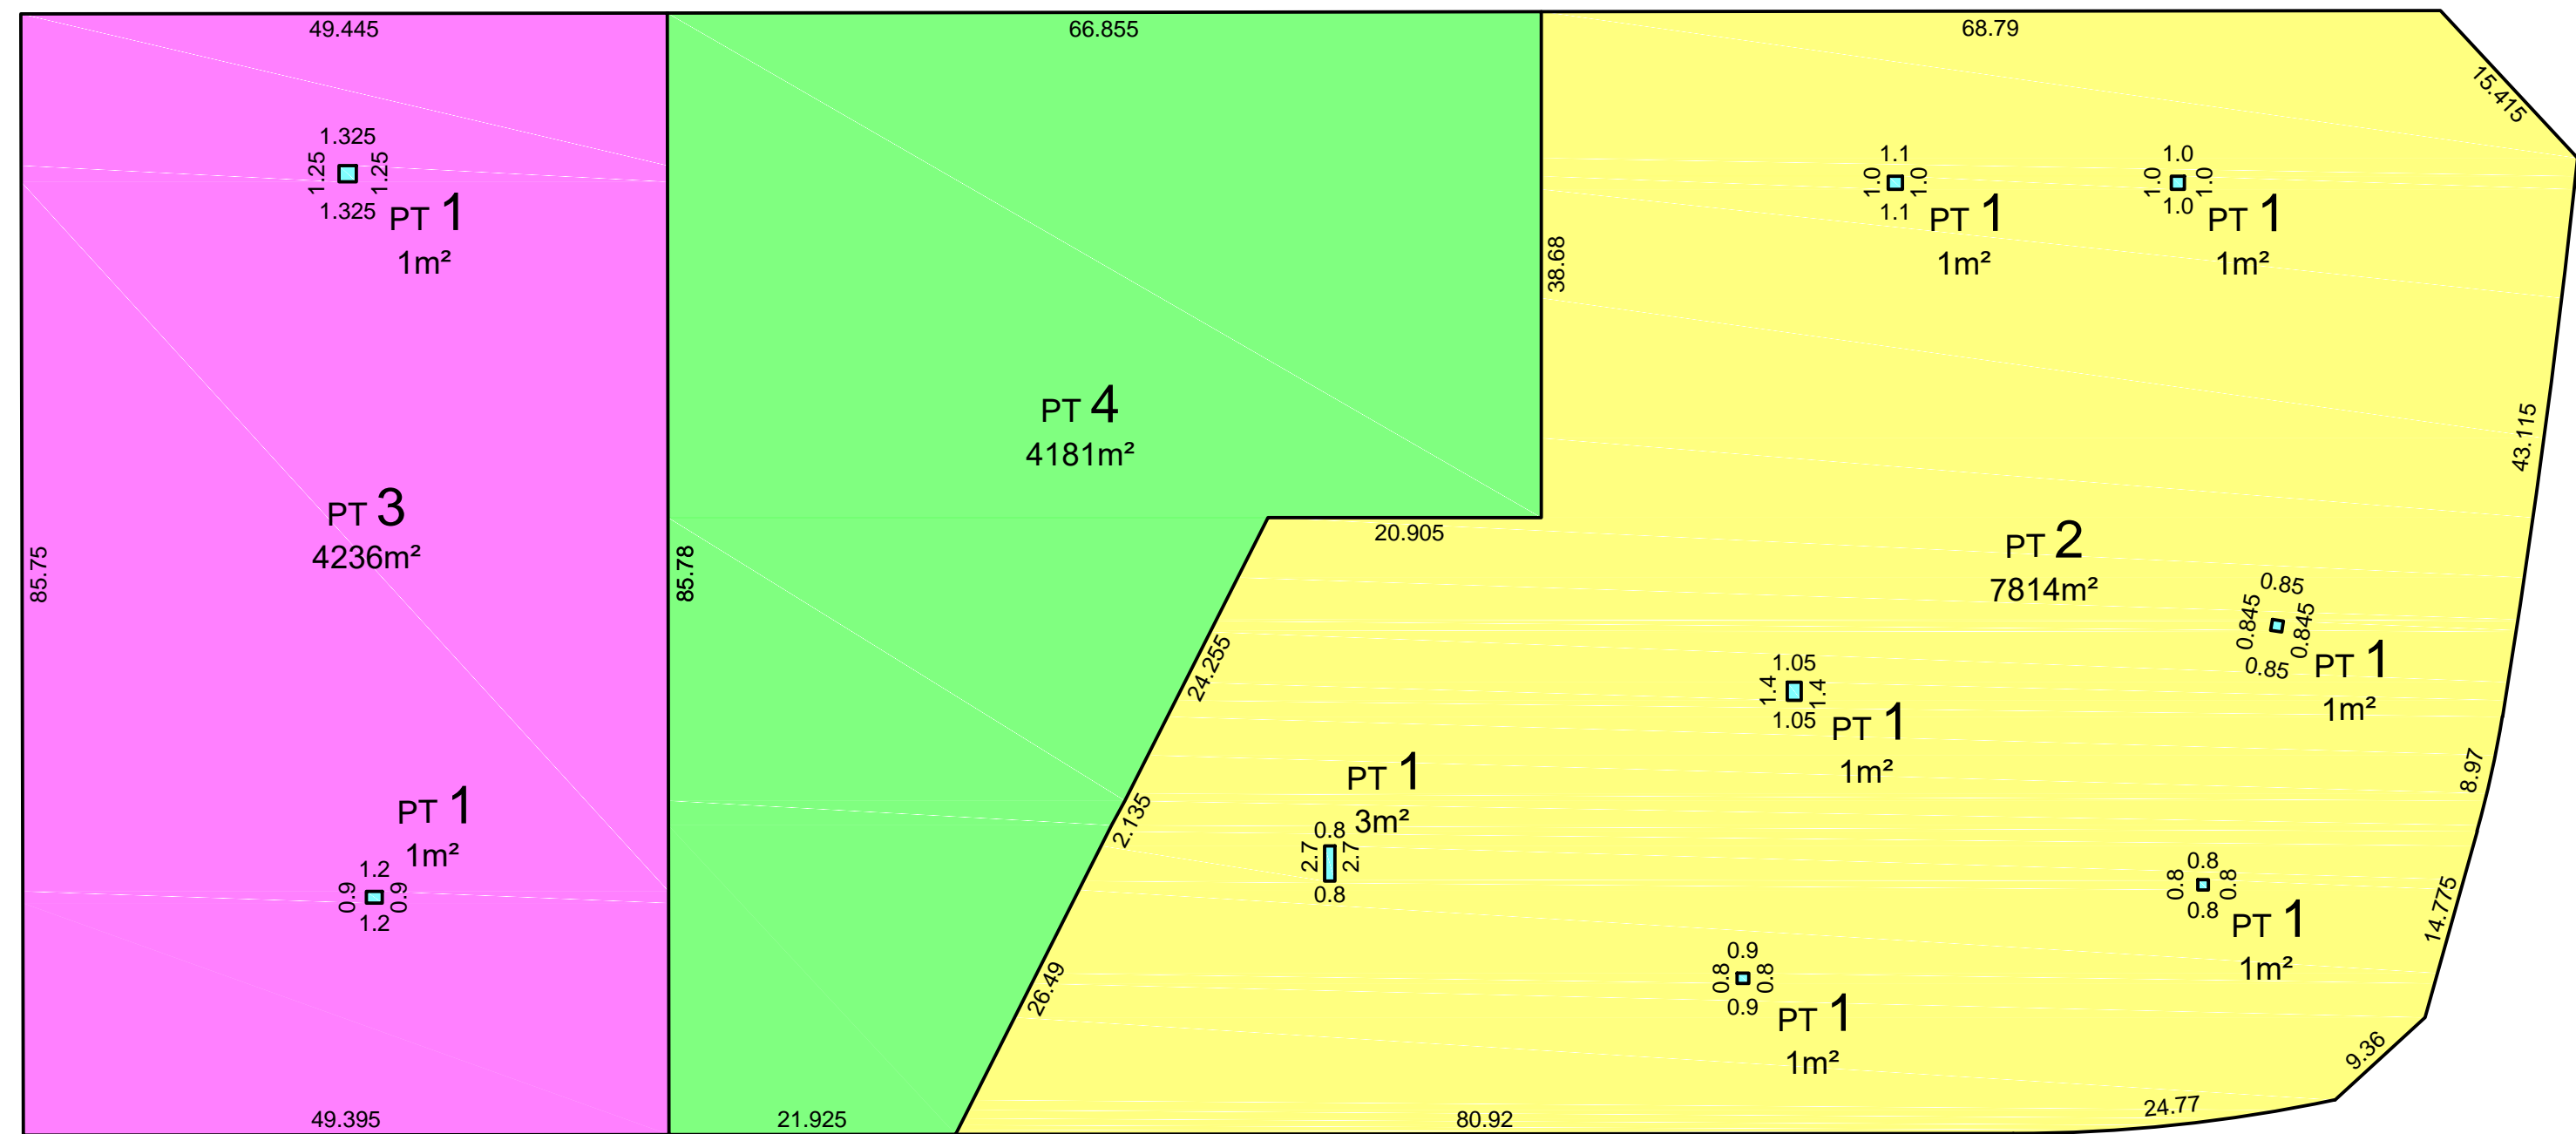 49.445
66.855
68.79
15.415
1.325
1.25
1.25
1.325
PT 1
1m²
1.1
1.0
1.0
1.1
PT 1
1m²
1.0
1.0
1.0
1.0
PT 1
1m²
38.68
PT 4
4181m²
43.115
PT 3
4236m²
85.75
85.78
20.905
PT 2
7814m²
0.85
0.845
0.845
0.85
PT 1
1m²
24.255
1.05
1.4
1.4
1.05
PT 1
1m²
8.97
PT 1
3m²
0.8
2.7
2.7
0.8
2.135
PT 1
1m²
1.2
0.9
0.9
1.2
0.8
0.8
0.8
0.8
PT 1
1m²
14.775
0.9
0.8
0.8
0.9
PT 1
1m²
26.49
9.36
49.395
21.925
80.92
24.77